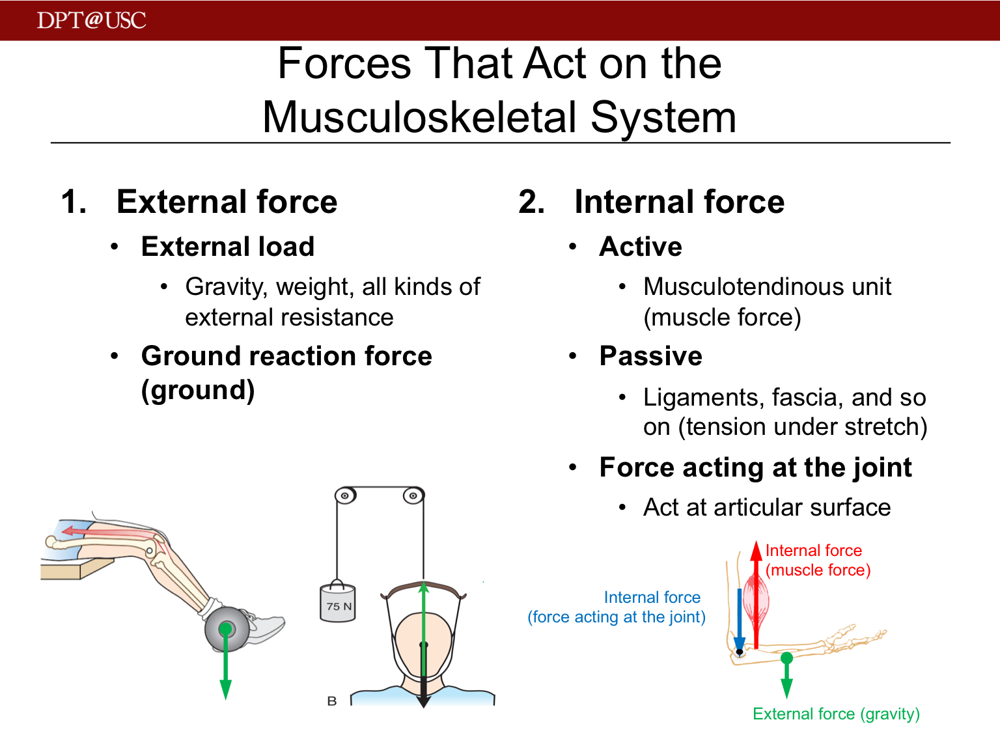 DPT@USC
Forces That Act on the
Musculoskeletal System
1. External force
• External load
• Gravity, weight, all kinds of
external resistance
• Ground reaction force
(ground)
2. Internal force
• Active
• Musculotendinous unit
(muscle force)
• Passive
• Ligaments, fascia, and so
on (tension under stretch)
• Force acting at the joint
• Act at articular surface
75 N
B
Internal force
(muscle force)
Internal force
(force acting at the joint)
External force (gravity)